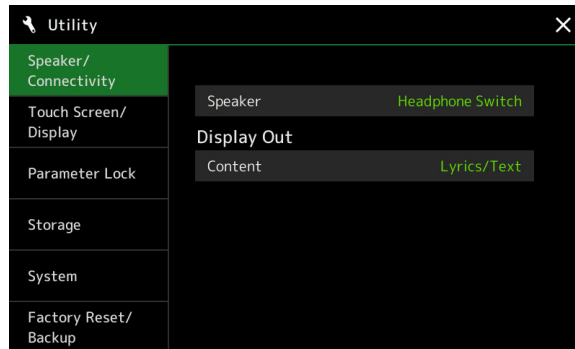 Utility
Speaker/
Connectivity
Touch Screen/
Display
Parameter Lock
Storage
System
Factory Reset/
Backup
Speaker Headphone Switch
Display Out
Content Lyrics/Text